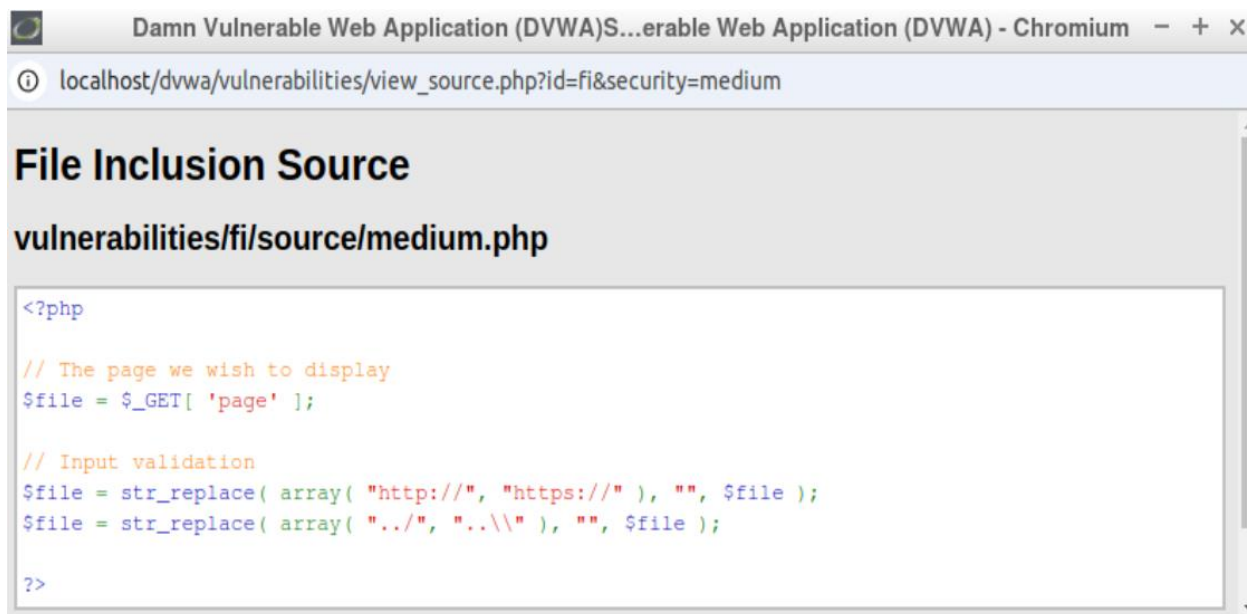 Damn Vulnerable Web Application (DVWA)S...erable Web Application (DVWA) - Chromium
localhost/dvwa/vulnerabilities/view_source.php?id=fi&security=medium
File Inclusion Source
vulnerabilities/fi/source/medium.php
<?php
// The page we wish to display
$file = $_GET[ 'page' ];
// Input validation
$file = str_replace( array( "http://", "https://" ), "", $file );
$file = str_replace( array( "../", "..\\" ), "", $file );
?>